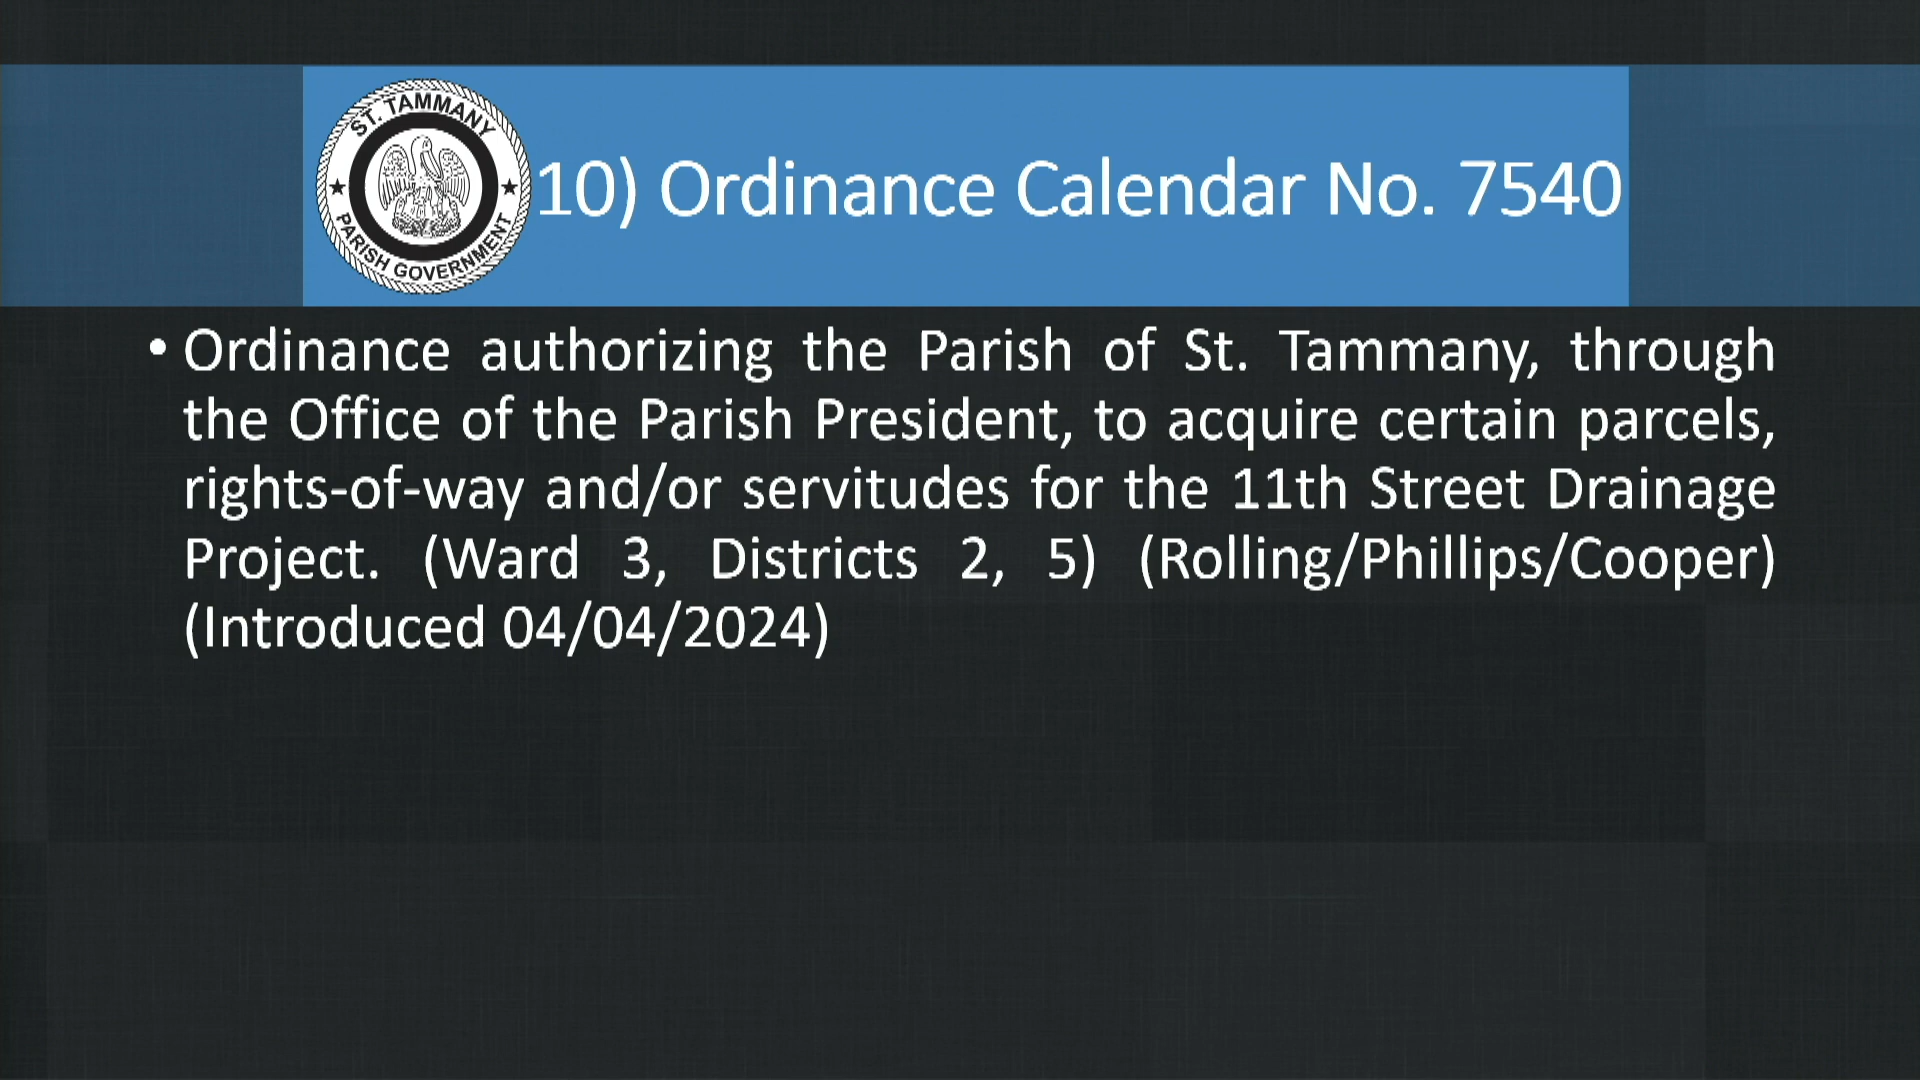 ST. TAMMANY
PARISH GOVERNMENT
10) Ordinance Calendar No. 7540
• Ordinance authorizing the Parish of St. Tammany, through
the Office of the Parish President, to acquire certain parcels,
rights-of-way and/or servitudes for the 11th Street Drainage
Project. (Ward 3, Districts 2, 5) (Rolling/Phillips/Cooper)
(Introduced 04/04/2024)